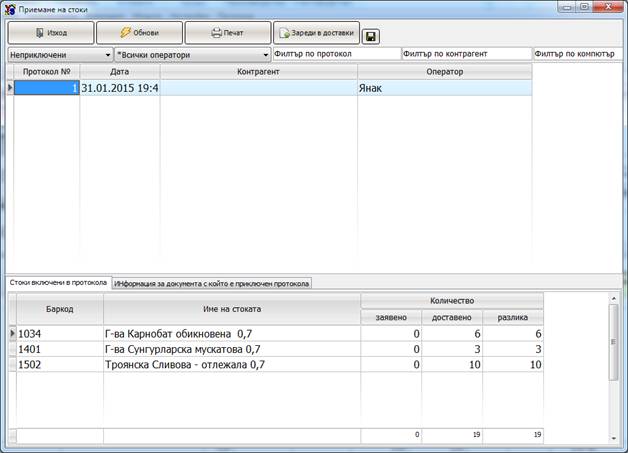 Приемане на стоки
Изход Обнови Печат Зареди в доставки
Неприключени *Всички оператори Филтър по протокол Филтър по контрагент Филтър по компютър
Протокол № Дата Контрагент Оператор
1 31.01.2015 19:4 Янак
Стоки включени в протокола Информация за документа с който е приключен протокола
Баркод Име на стоката Количество
заявено доставено разлика
1034 Г-ва Карнобат обикновена 0,7 0 6 6
1401 Г-ва Сунгурларска мускатова 0,7 0 3 3
1502 Троянска Сливова - отлежала 0,7 0 10 10
0 19 19